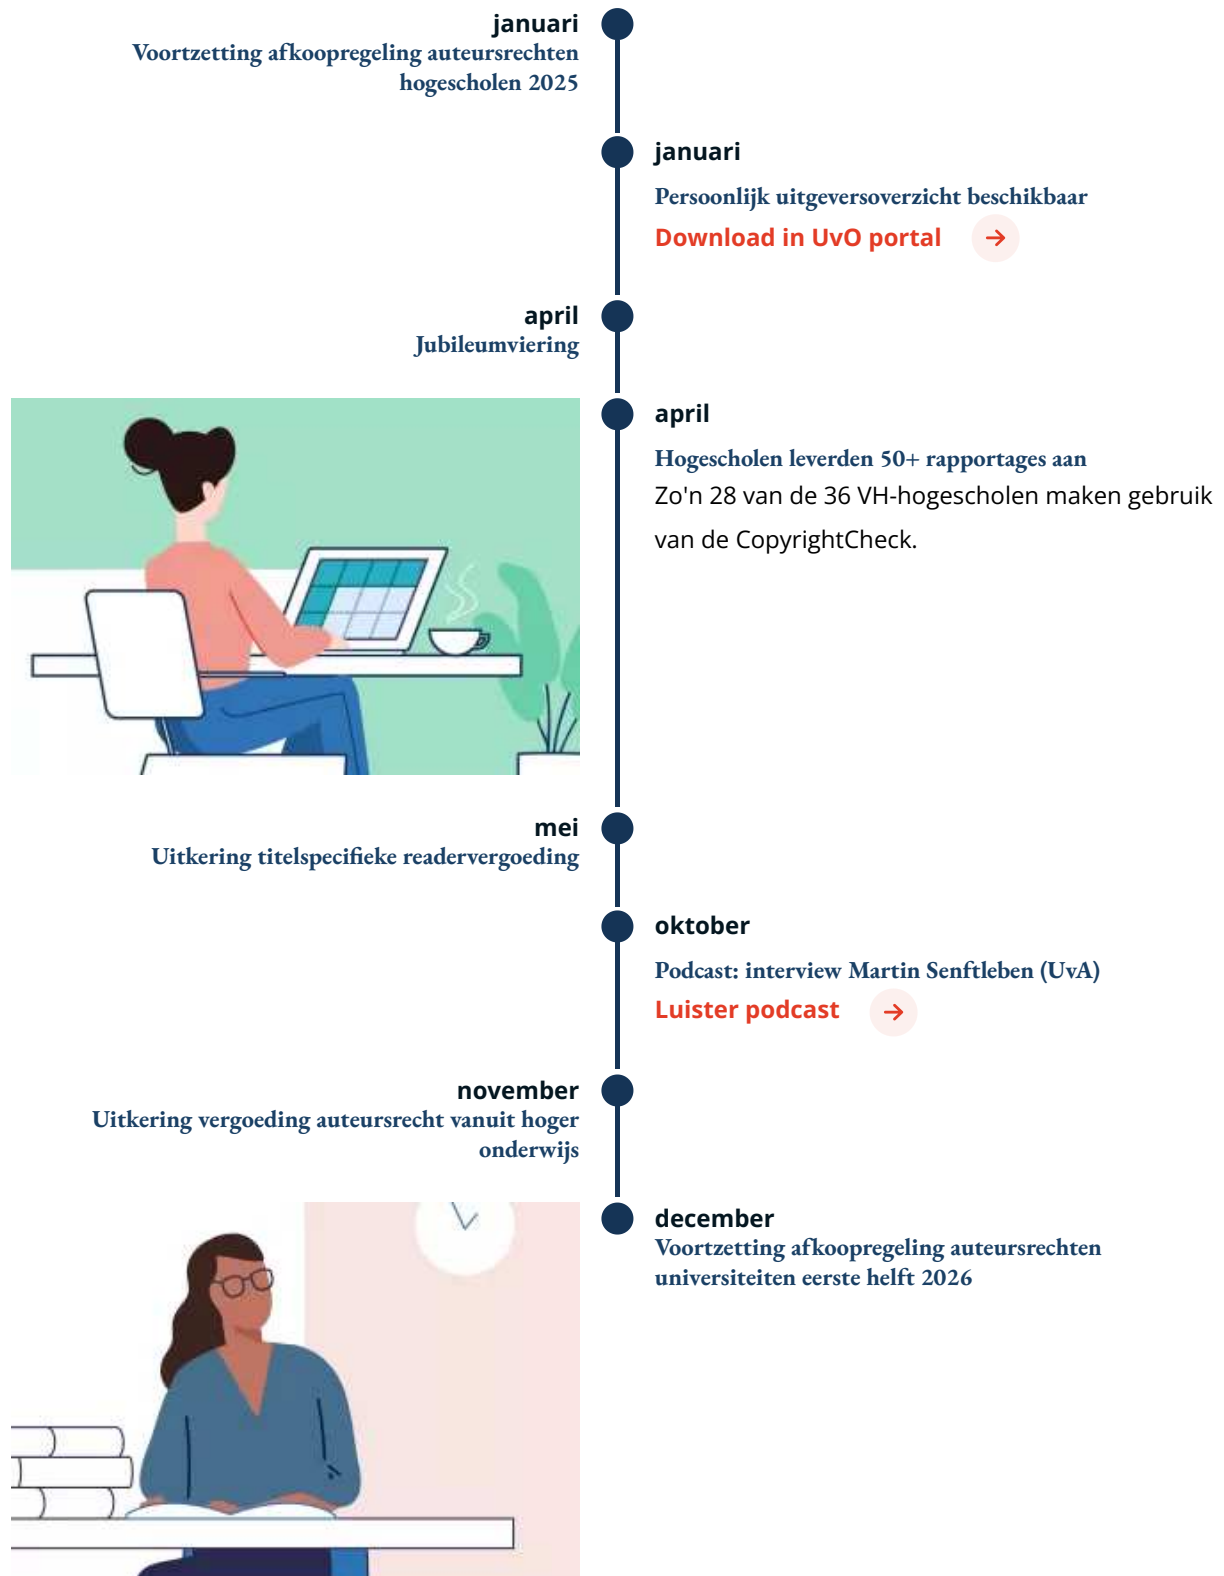 januari
Voortzetting afkoopregeling auteursrechten
hogescholen 2025
januari
Persoonlijk uitgeversoverzicht beschikbaar
Download in UvO portal
april
Jubileumviering
april
Hogescholen leverden 50+ rapportages aan
Zo'n 28 van de 36 VH-hogescholen maken gebruik
van de CopyrightCheck.
mei
Uitkering titelspecifieke readervergoeding
oktober
Podcast: interview Martin Senftleben (UvA)
Luister podcast
november
Uitkering vergoeding auteursrecht vanuit hoger
onderwijs
december
Voortzetting afkoopregeling auteursrechten
universiteiten eerste helft 2026